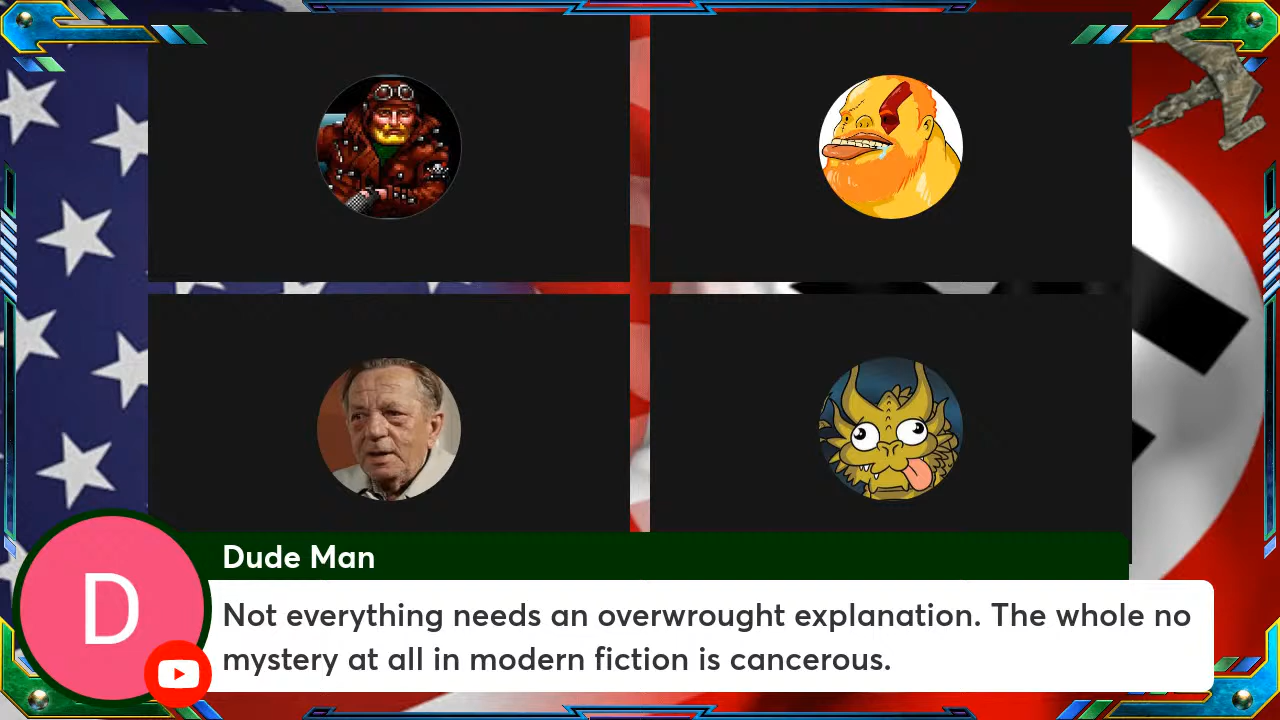 Dude Man
D
Not everything needs an overwrought explanation. The whole no
mystery at all in modern fiction is cancerous.